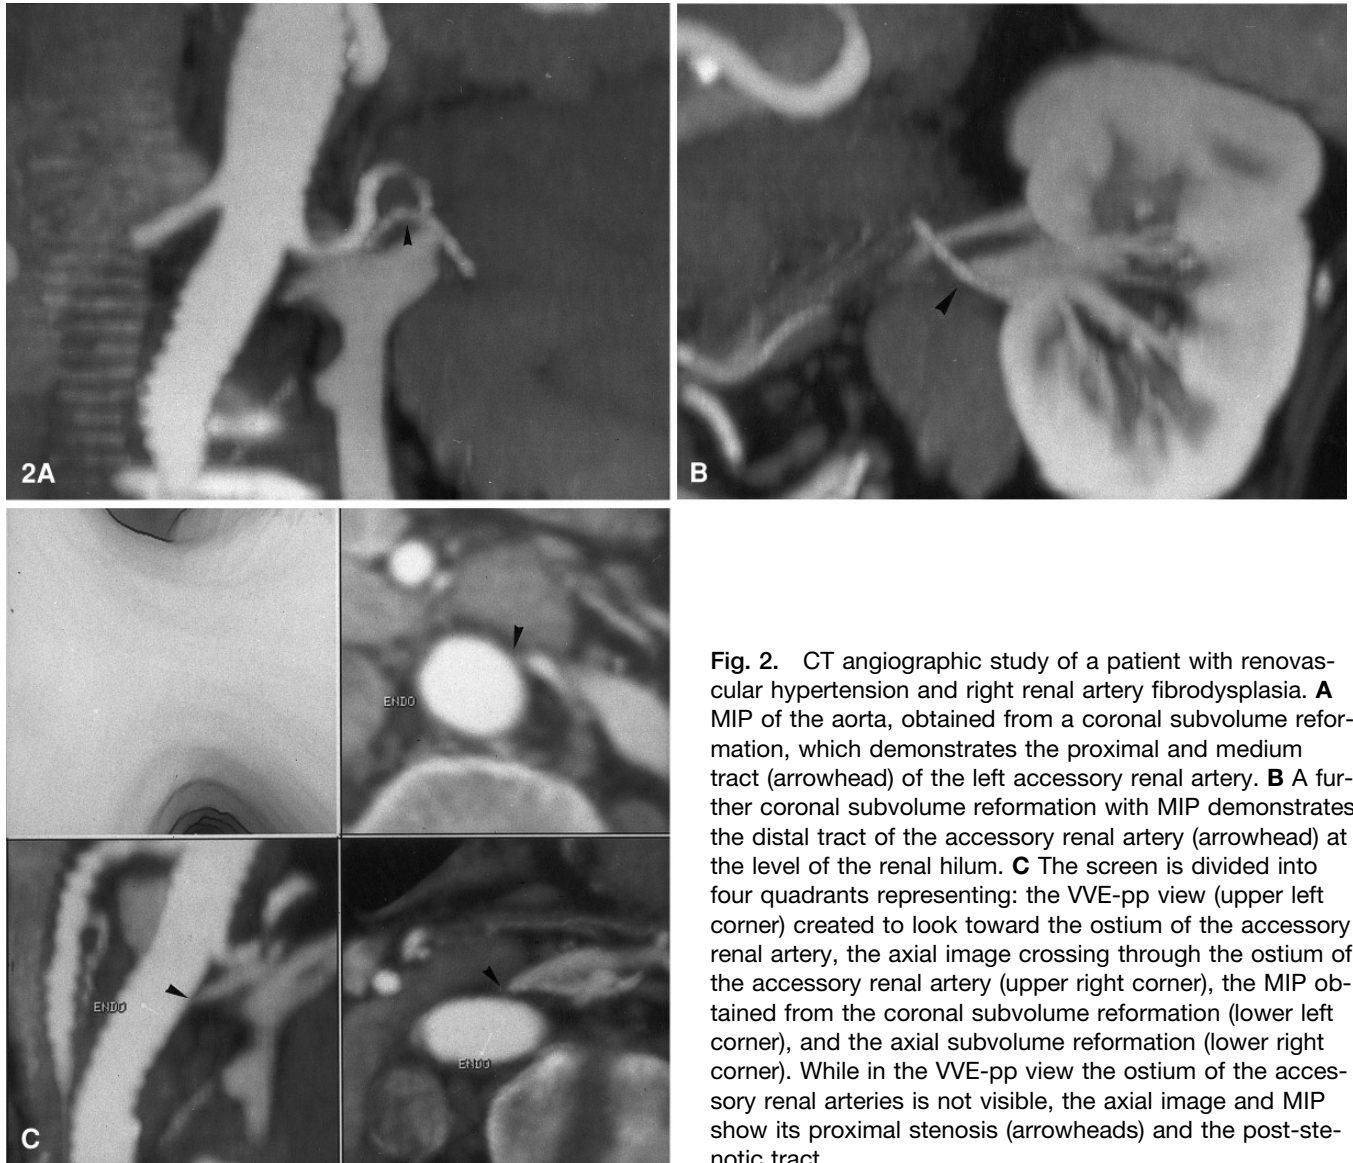 2A
B
ENDO
ENDO
ENDO
C
Fig. 2. CT angiographic study of a patient with renovas-
cular hypertension and right renal artery fibrodysplasia. A
MIP of the aorta, obtained from a coronal subvolume refor-
mation, which demonstrates the proximal and medium
tract (arrowhead) of the left accessory renal artery. B A fur-
ther coronal subvolume reformation with MIP demonstrates
the distal tract of the accessory renal artery (arrowhead) at
the level of the renal hilum. C The screen is divided into
four quadrants representing: the VVE-pp view (upper left
corner) created to look toward the ostium of the accessory
renal artery, the axial image crossing through the ostium of
the accessory renal artery (upper right corner), the MIP ob-
tained from the coronal subvolume reformation (lower left
corner), and the axial subvolume reformation (lower right
corner). While in the VVE-pp view the ostium of the acces-
sory renal arteries is not visible, the axial image and MIP
show its proximal stenosis (arrowheads) and the post-ste-
notic tract